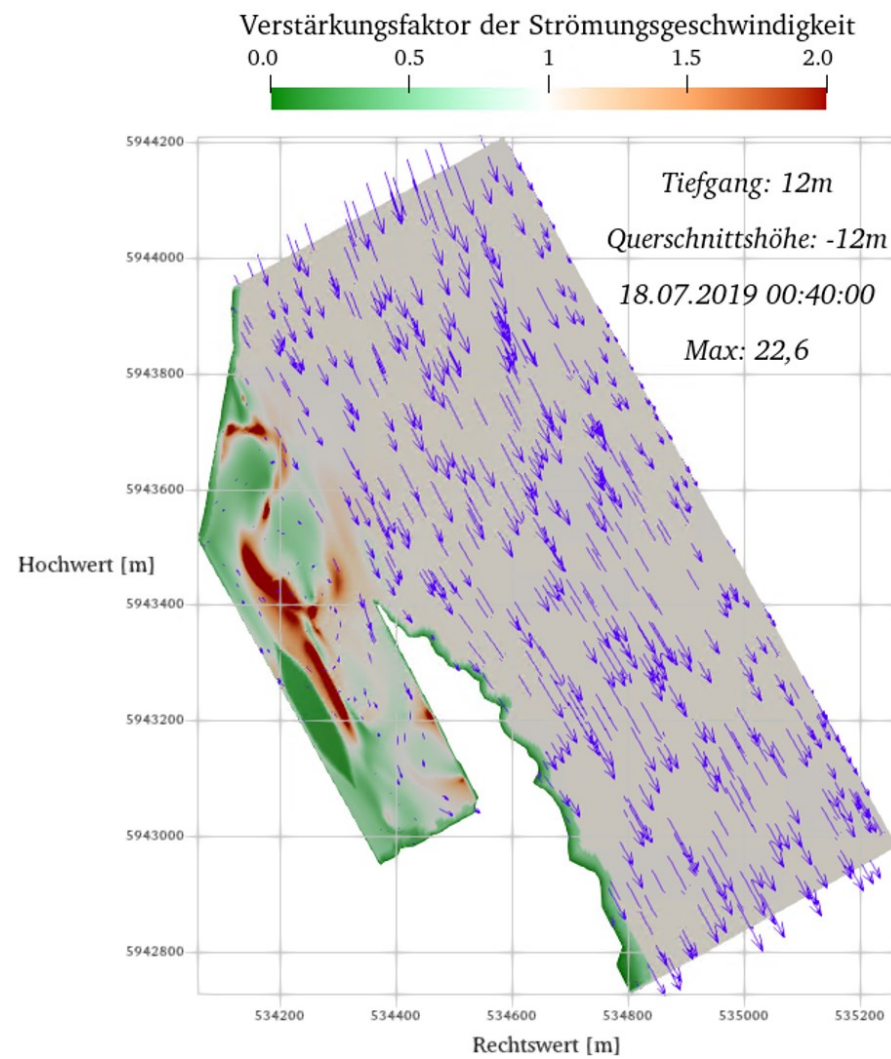 Verstärkungsfaktor der Strömungsgeschwindigkeit
0.0 0.5 1 1.5 2.0
5944200
Tiefgang: 12m
Querschnittshöhe: -12m
5944000
18.07.2019 00:40:00
Max: 22,6
5943800
5943600
Hochwert [m]
5943400
5943200
5943000
5942800
534200 534400 534600 534800 535000 535200
Rechtswert [m]